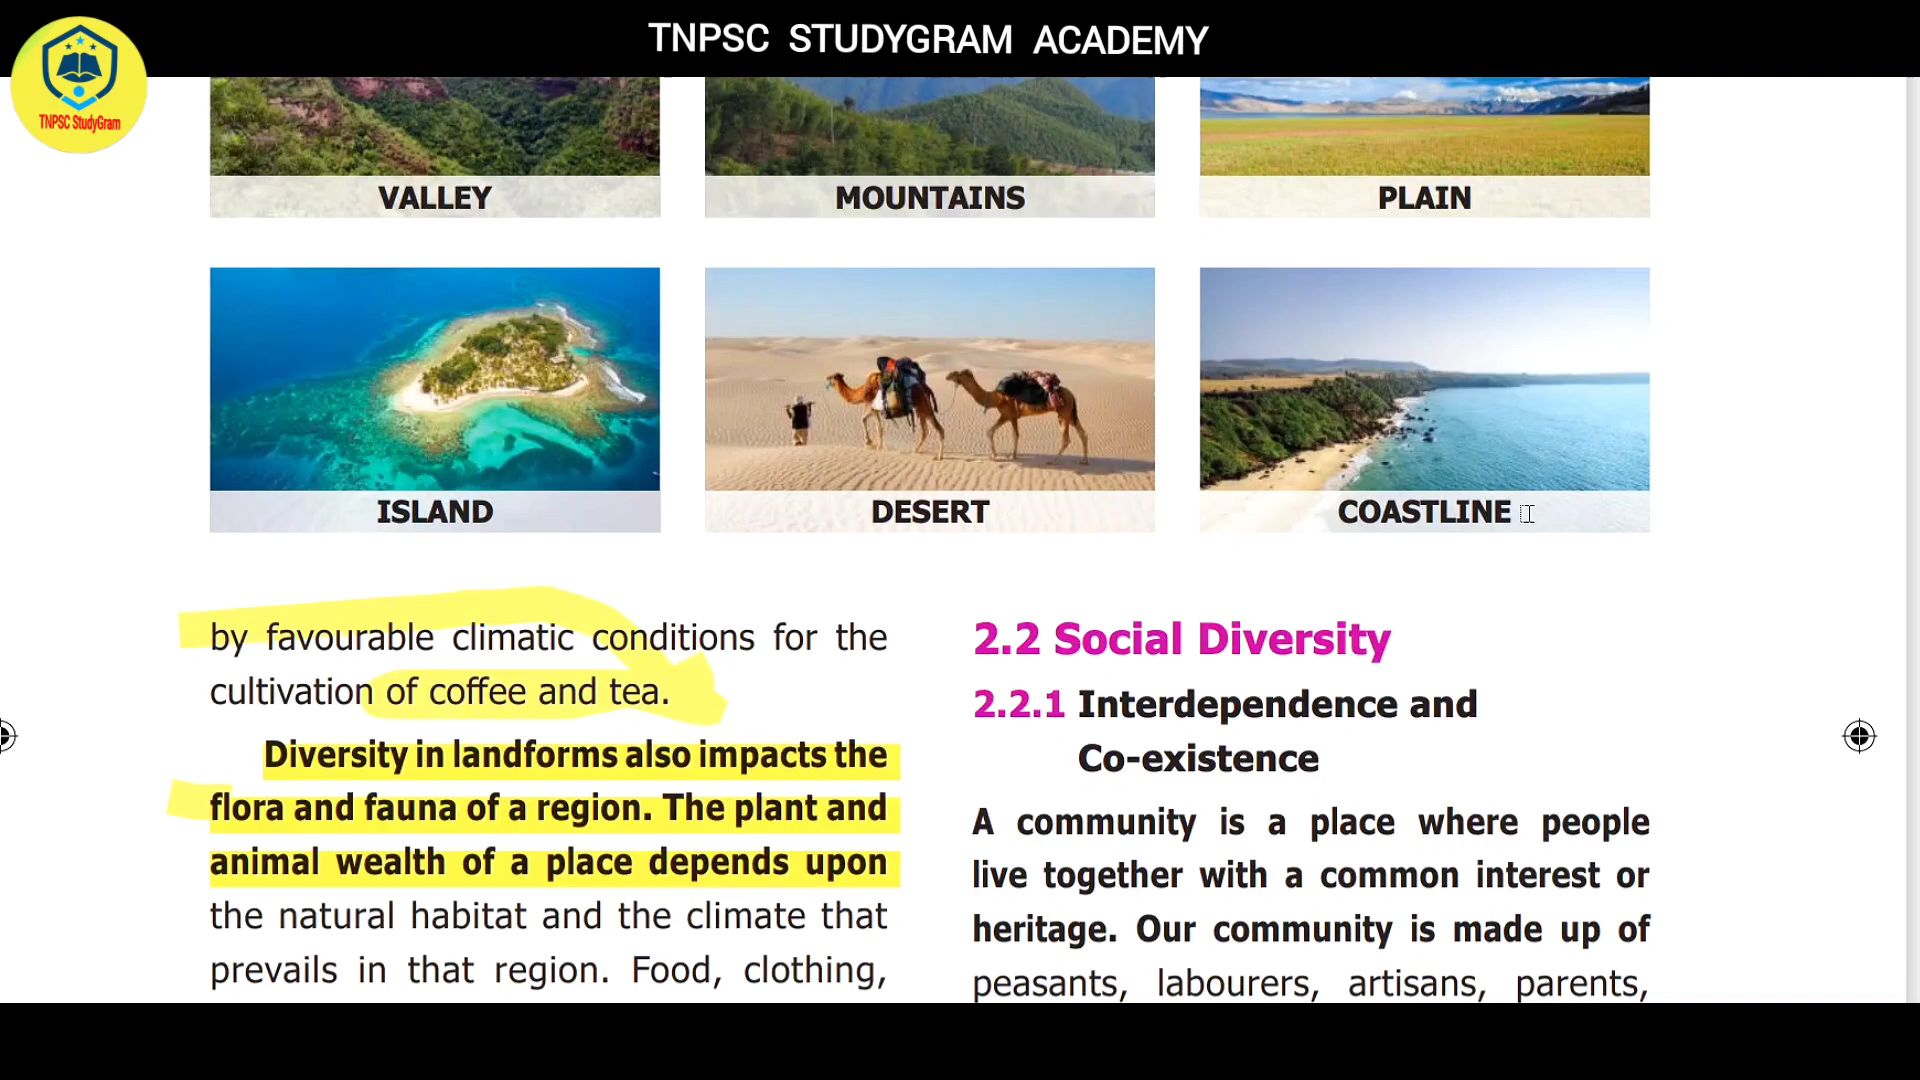 TNPSC STUDYGRAM ACADEMY
TNPSC StudyGram
VALLEY
MOUNTAINS
PLAIN
ISLAND
DESERT
COASTLINE
by favourable climatic conditions for the
cultivation of coffee and tea.
Diversity in landforms also impacts the
flora and fauna of a region. The plant and
animal wealth of a place depends upon
the natural habitat and the climate that
prevails in that region. Food, clothing,
2.2 Social Diversity
2.2.1 Interdependence and
Co-existence
A community is a place where people
live together with a common interest or
heritage. Our community is made up of
peasants, labourers, artisans, parents,